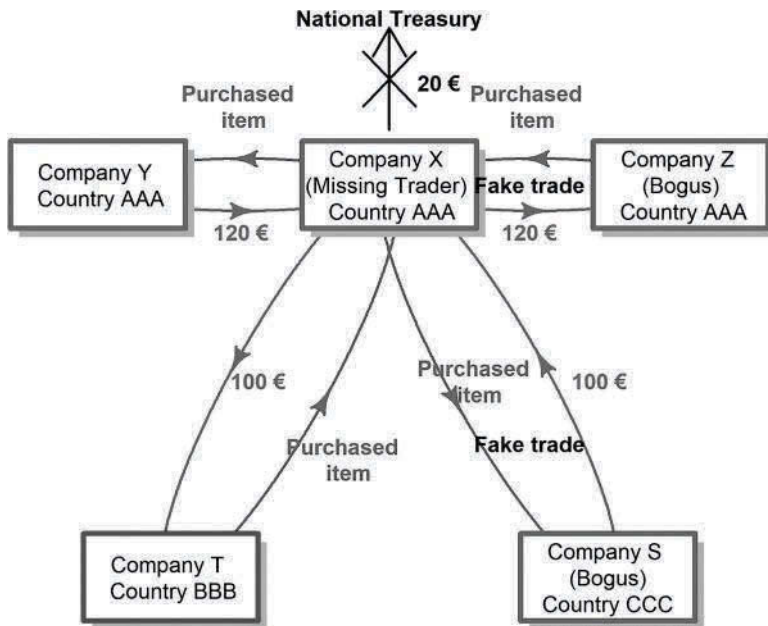 National Treasury
20 €
Purchased
item
Purchased
item
Company Y
Country AAA
Company X
(Missing Trader)
Country AAA
Fake trade
Company Z
(Bogus)
Country AAA
120 €
120 €
100 €
Purchased
item
100 €
Purchased
item
Fake trade
Company T
Country BBB
Company S
(Bogus)
Country CCC